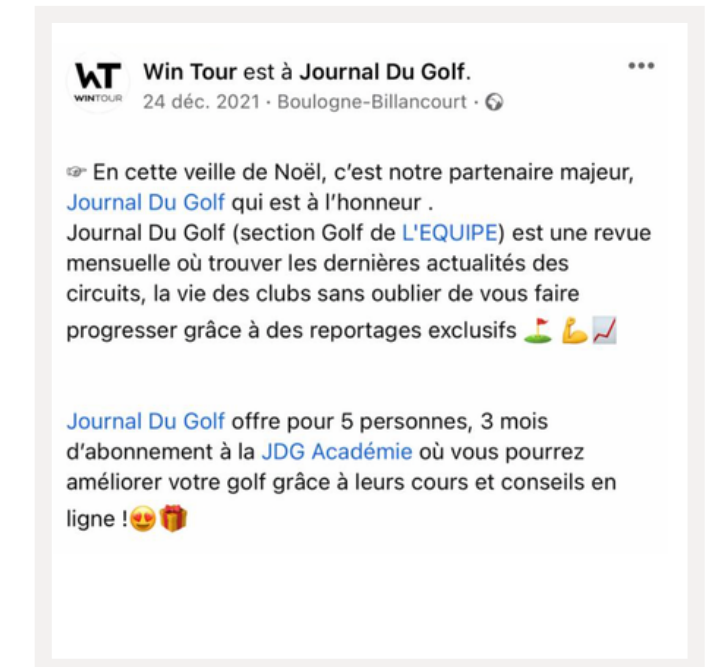 WT
WINTOUR
Win Tour est à Journal Du Golf.
24 déc. 2021 · Boulogne-Billancourt ·
☞ En cette veille de Noël, c’est notre partenaire majeur,
Journal Du Golf qui est à l’honneur .
Journal Du Golf (section Golf de L'EQUIPE) est une revue
mensuelle où trouver les dernières actualités des
circuits, la vie des clubs sans oublier de vous faire
progresser grâce à des reportages exclusifs ⛳ 💪 📈
Journal Du Golf offre pour 5 personnes, 3 mois
d’abonnement à la JDG Académie où vous pourrez
améliorer votre golf grâce à leurs cours et conseils en
ligne !😍🎁